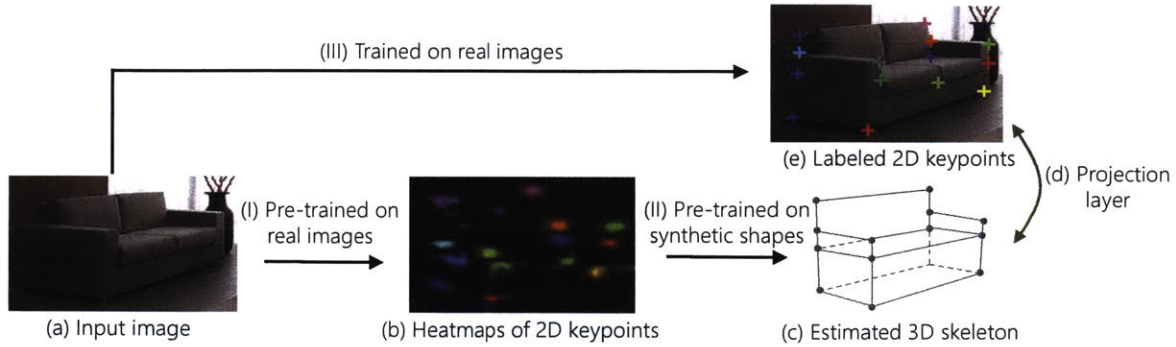 (III) Trained on real images
(e) Labeled 2D keypoints
(d) Projection
layer
(I) Pre-trained on
real images
(II) Pre-trained on
synthetic shapes
(a) Input image
(b) Heatmaps of 2D keypoints
(c) Estimated 3D skeleton